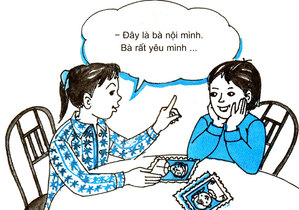 – Đây là bà nội mình.
Bà rất yêu mình ...